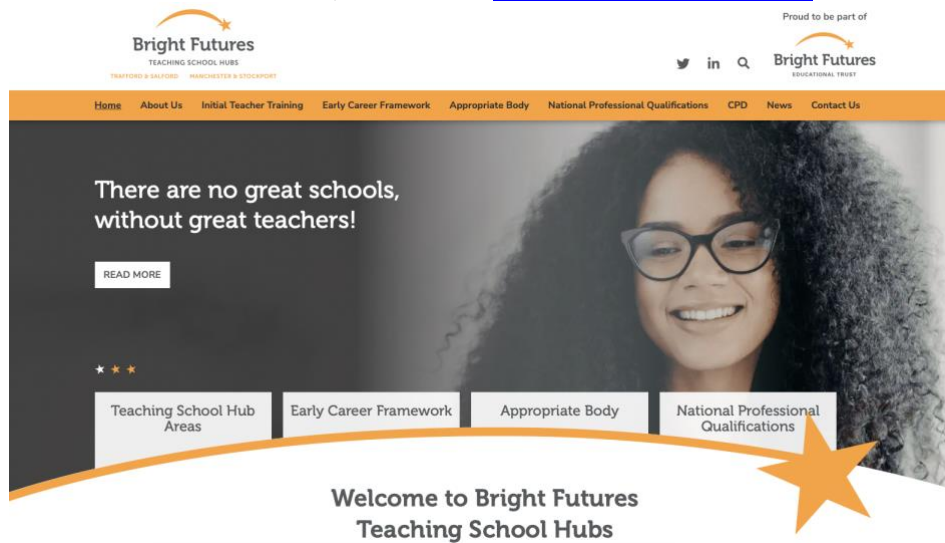 Proud to be part of
Bright Futures
TEACHING SCHOOL HUBS
TRAFFORD & SALFORD MANCHESTER & STOCKPORT
in
Bright Futures
EDUCATIONAL TRUST
Home About Us Initial Teacher Training Early Career Framework Appropriate Body National Professional Qualifications CPD News Contact Us
There are no great schools,
without great teachers!
READ MORE
Teaching School Hub
Areas
Early Career Framework
Appropriate Body
National Professional
Qualifications
Welcome to Bright Futures
Teaching School Hubs